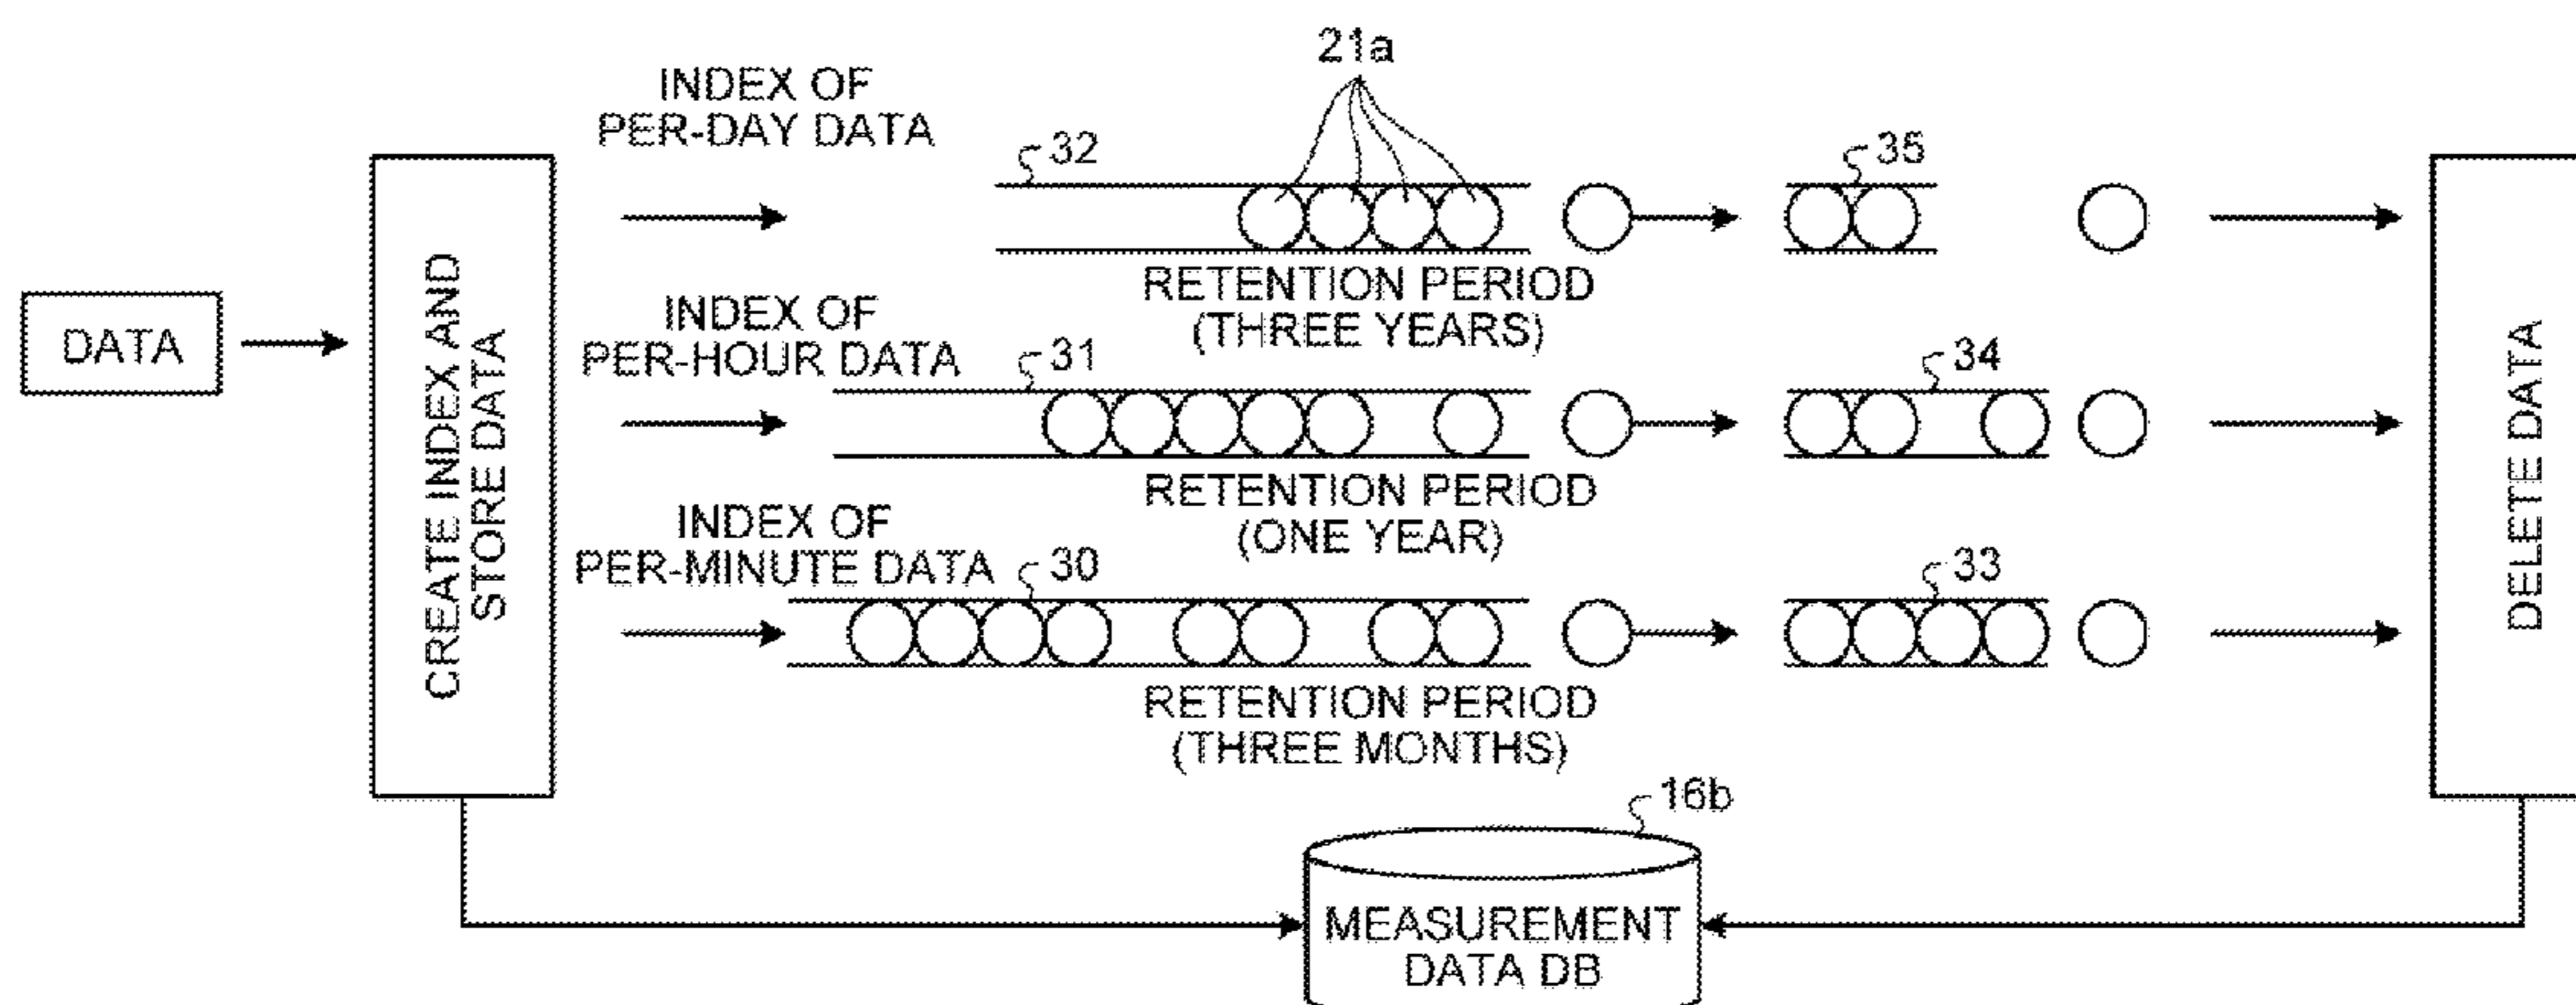 21a
INDEX OF
PER-DAY DATA
32
35
RETENTION PERIOD
(THREE YEARS)
DATA
CREATE INDEX AND
STORE DATA
INDEX OF
PER-HOUR DATA
31
34
RETENTION PERIOD
(ONE YEAR)
DELETE DATA
INDEX OF
PER-MINUTE DATA
30
33
RETENTION PERIOD
(THREE MONTHS)
16b
MEASUREMENT
DATA DB